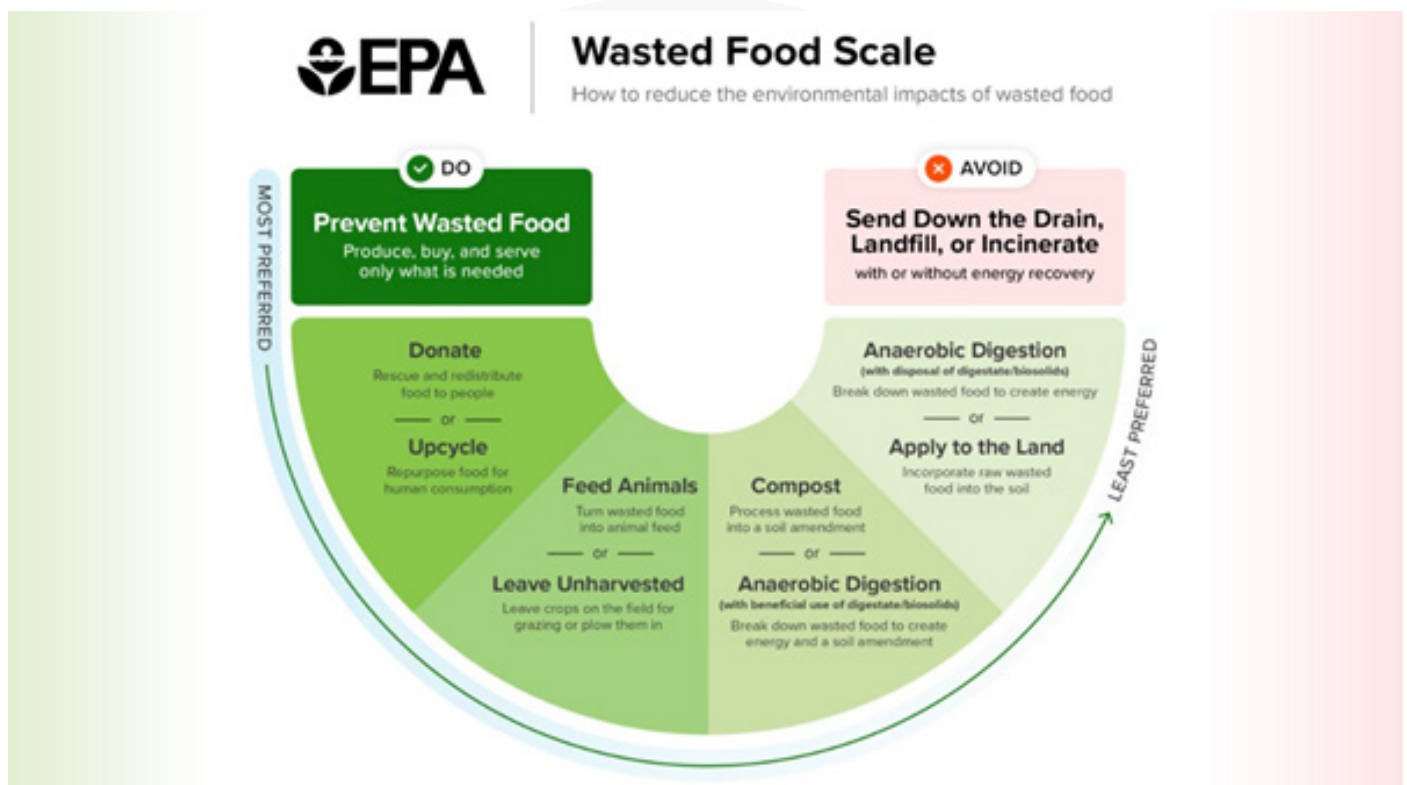 EPA
Wasted Food Scale
How to reduce the environmental impacts of wasted food
DO
MOST PREFERRED
Prevent Wasted Food
Produce, buy, and serve
only what is needed
AVOID
Send Down the Drain,
Landfill, or Incinerate
with or without energy recovery
Donate
Rescue and redistribute
food to people
or
Upcycle
Repurpose food for
human consumption
Feed Animals
Turn wasted food
into animal feed
or
Leave Unharvested
Leave crops on the field for
grazing or plow them in
Compost
Process wasted food
into a soil amendment
or
Anaerobic Digestion
(with beneficial use of digestate/biosolids)
Break down wasted food to create
energy and a soil amendment
Anaerobic Digestion
(with disposal of digestate/biosolids)
Break down wasted food to create energy
or
Apply to the Land
Incorporate raw wasted
food into the soil
LEAST PREFERRED